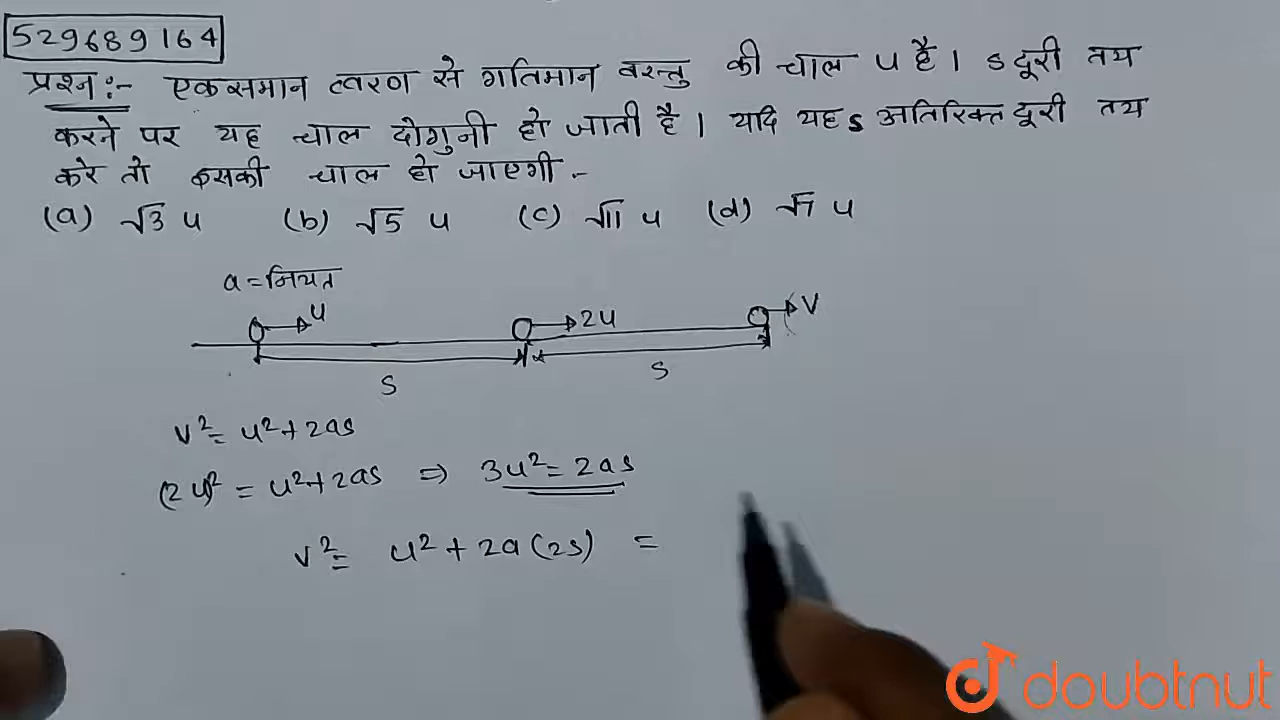 529689164
प्रश्न :- एकसमान त्वरण से गतिमान वस्तु की चाल u है । s दूरी तय
करने पर यह चाल दोगुनी हो जाती है । यदि यह s अतिरिक्त दूरी तय
करे तो इसकी चाल हो जाएगी :-
(a) √3 u (b) √5 u (c) √11 u (d) √7 u
a = नियत
u 2u v
s s
v² = u² + 2as
(2u)² = u² + 2as ⇒ 3u² = 2as
v² = u² + 2a(2s) =
doubtnut